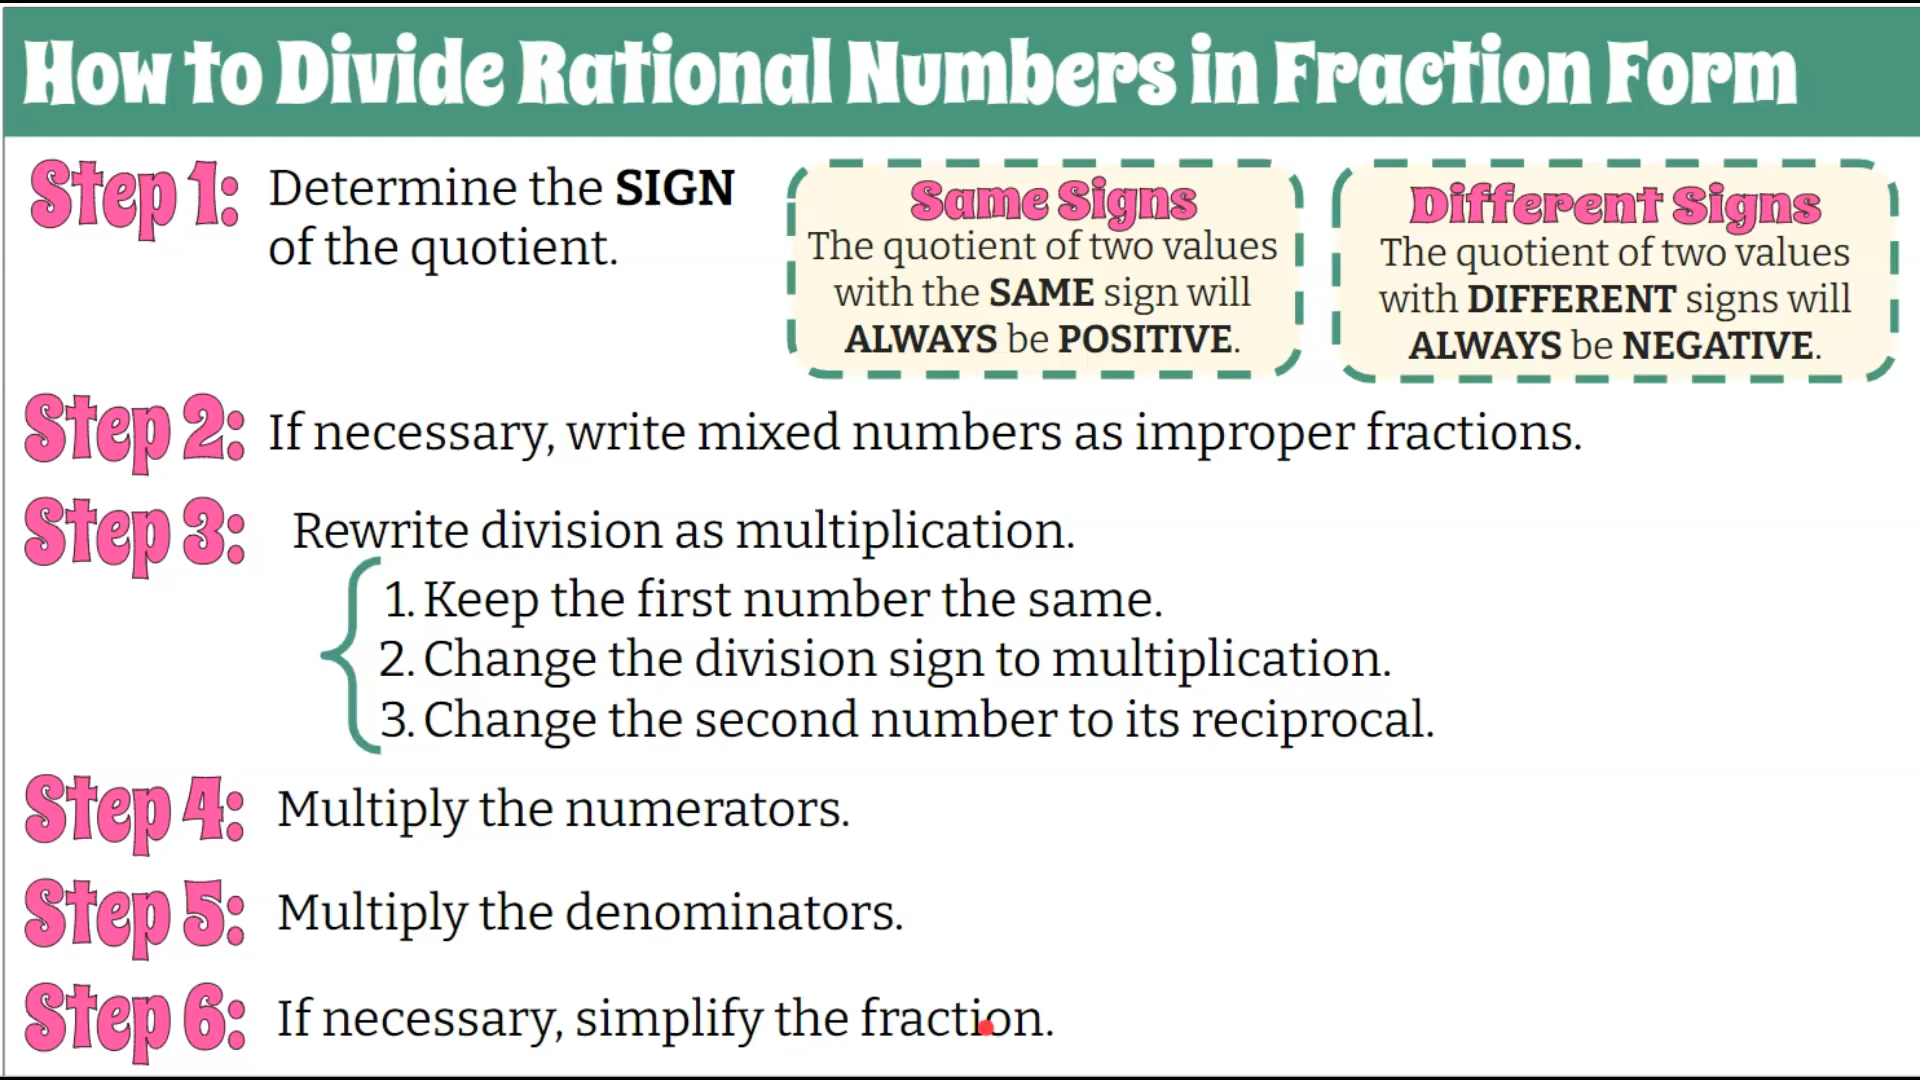 How to Divide Rational Numbers in Fraction Form
Step 1: Determine the SIGN
of the quotient.
Same Signs
The quotient of two values
with the SAME sign will
ALWAYS be POSITIVE.
Different Signs
The quotient of two values
with DIFFERENT signs will
ALWAYS be NEGATIVE.
Step 2: If necessary, write mixed numbers as improper fractions.
Step 3: Rewrite division as multiplication.
1. Keep the first number the same.
2. Change the division sign to multiplication.
3. Change the second number to its reciprocal.
Step 4: Multiply the numerators.
Step 5: Multiply the denominators.
Step 6: If necessary, simplify the fraction.